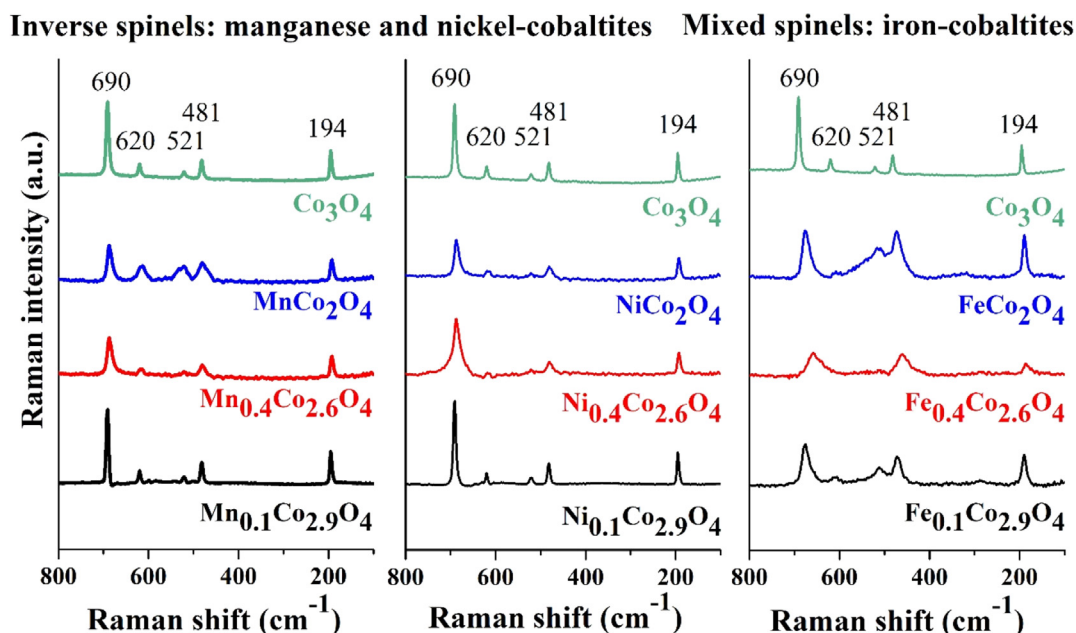 Inverse spinels: manganese and nickel-cobaltites
Mixed spinels: iron-cobaltites
Raman intensity (a.u.)
690
620
521
481
194
Co3O4
MnCo2O4
Mn0.4Co2.6O4
Mn0.1Co2.9O4
800
600
400
200
Raman shift (cm-1)
690
620
521
481
194
Co3O4
NiCo2O4
Ni0.4Co2.6O4
Ni0.1Co2.9O4
800
600
400
200
Raman shift (cm-1)
690
620
521
481
194
Co3O4
FeCo2O4
Fe0.4Co2.6O4
Fe0.1Co2.9O4
800
600
400
200
Raman shift (cm-1)